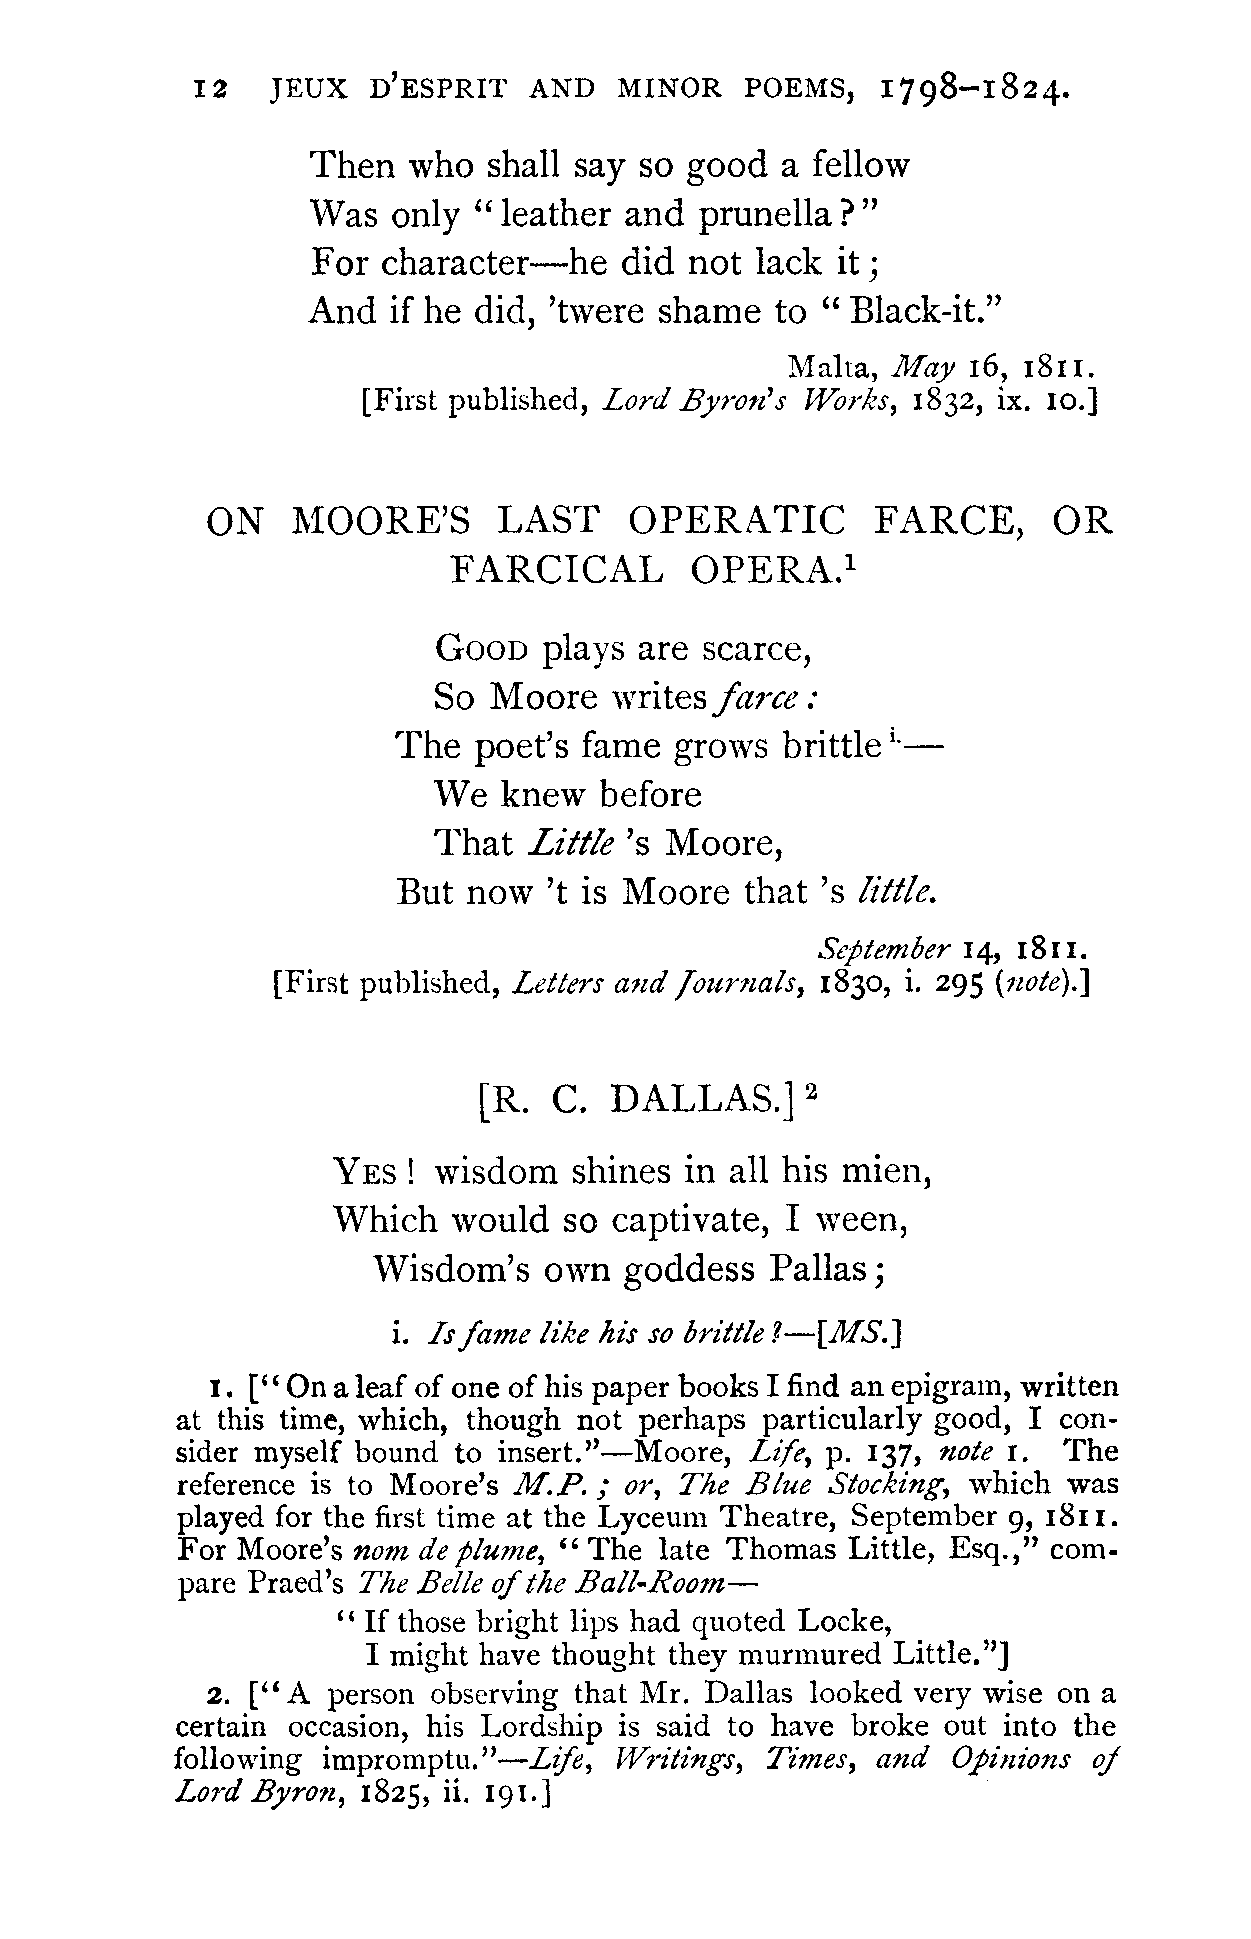 12 JEUX D'ESPRIT AND MINOR POEMS, 1798–1824.
Then who shall say so good a fellow
Was only "leather and prunella?"
For character—he did not lack it;
And if he did, 'twere shame to "Black-it."
Malta, May 16, 1811.
[First published, Lord Byron's Works, 1832, ix. 10.]
ON MOORE'S LAST OPERATIC FARCE, OR
FARCICAL OPERA.¹
GOOD plays are scarce,
So Moore writes farce:
The poet's fame grows brittle i.—
We knew before
That Little 's Moore,
But now 't is Moore that 's little.
September 14, 1811.
[First published, Letters and Journals, 1830, i. 295 (note).]
[R. C. DALLAS.]²
YES! wisdom shines in all his mien,
Which would so captivate, I ween,
Wisdom's own goddess Pallas;
i. Is fame like his so brittle?—[MS.]
1. ["On a leaf of one of his paper books I find an epigram, written
at this time, which, though not perhaps particularly good, I con-
sider myself bound to insert."—Moore, Life, p. 137, note 1. The
reference is to Moore's M.P.; or, The Blue Stocking, which was
played for the first time at the Lyceum Theatre, September 9, 1811.
For Moore's nom de plume, "The late Thomas Little, Esq.," com-
pare Praed's The Belle of the Ball-Room—
"If those bright lips had quoted Locke,
I might have thought they murmured Little."]
2. ["A person observing that Mr. Dallas looked very wise on a
certain occasion, his Lordship is said to have broke out into the
following impromptu."—Life, Writings, Times, and Opinions of
Lord Byron, 1825, ii. 191.]